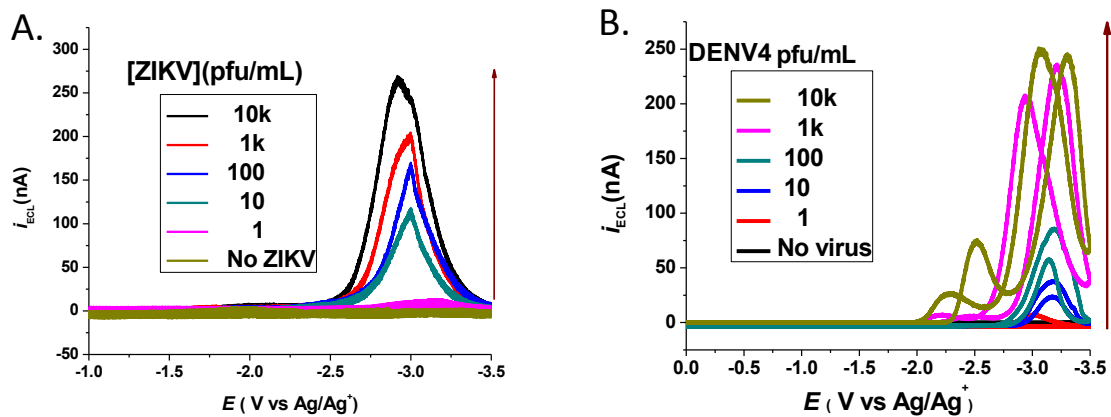 A.
[ZIKV](pfu/mL)
10k
1k
100
10
1
No ZIKV
300
250
200
150
100
50
0
-50
iECL(nA)
-1.0 -1.5 -2.0 -2.5 -3.0 -3.5
E ( V vs Ag/Ag+)
B.
DENV4 pfu/mL
10k
1k
100
10
1
No virus
250
200
150
100
50
0
iECL(nA)
0.0 -0.5 -1.0 -1.5 -2.0 -2.5 -3.0 -3.5
E ( V vs Ag/Ag+)